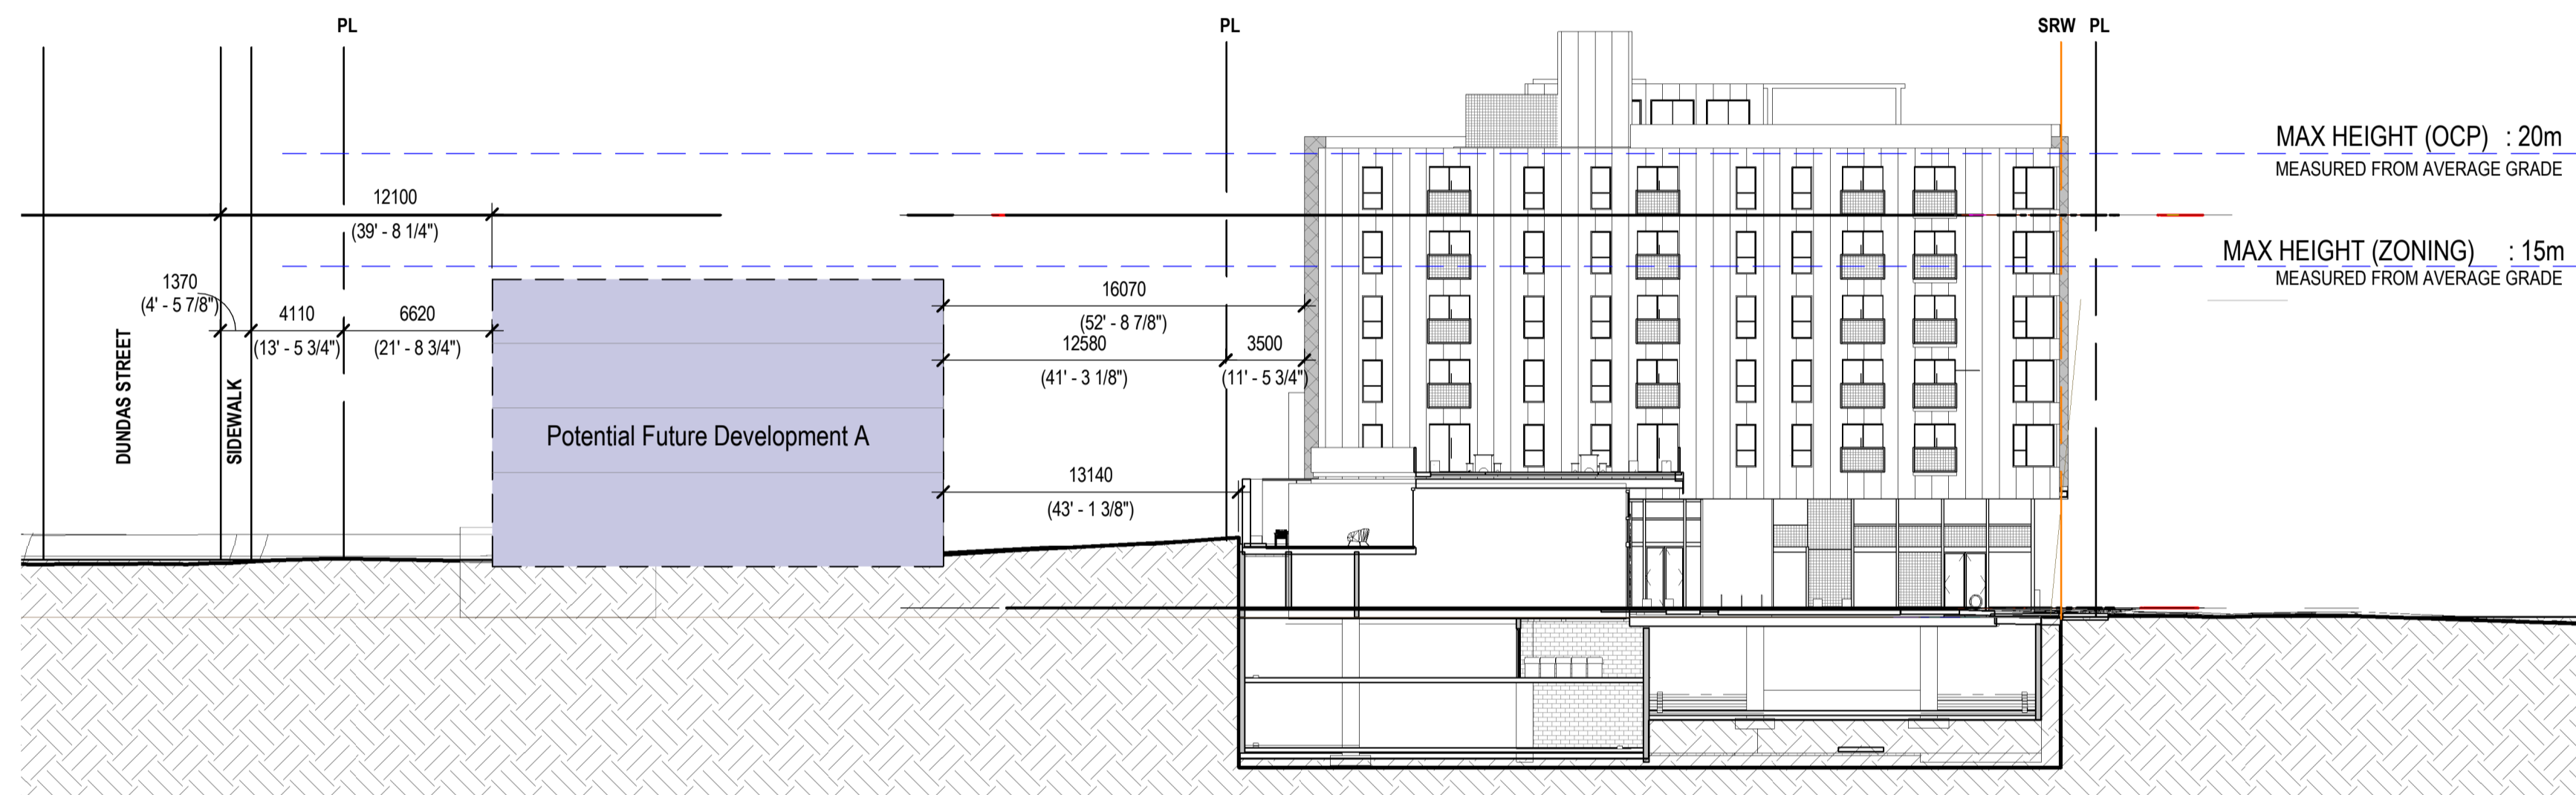 PL
PL
SRW PL
MAX HEIGHT (OCP) : 20m
MEASURED FROM AVERAGE GRADE
12100
(39' - 8 1/4")
MAX HEIGHT (ZONING) : 15m
MEASURED FROM AVERAGE GRADE
1370
(4' - 5 7/8")
4110
(13' - 5 3/4")
6620
(21' - 8 3/4")
16070
(52' - 8 7/8")
12580
(41' - 3 1/8")
3500
(11' - 5 3/4")
DUNDAS STREET
SIDEWALK
Potential Future Development A
13140
(43' - 1 3/8")